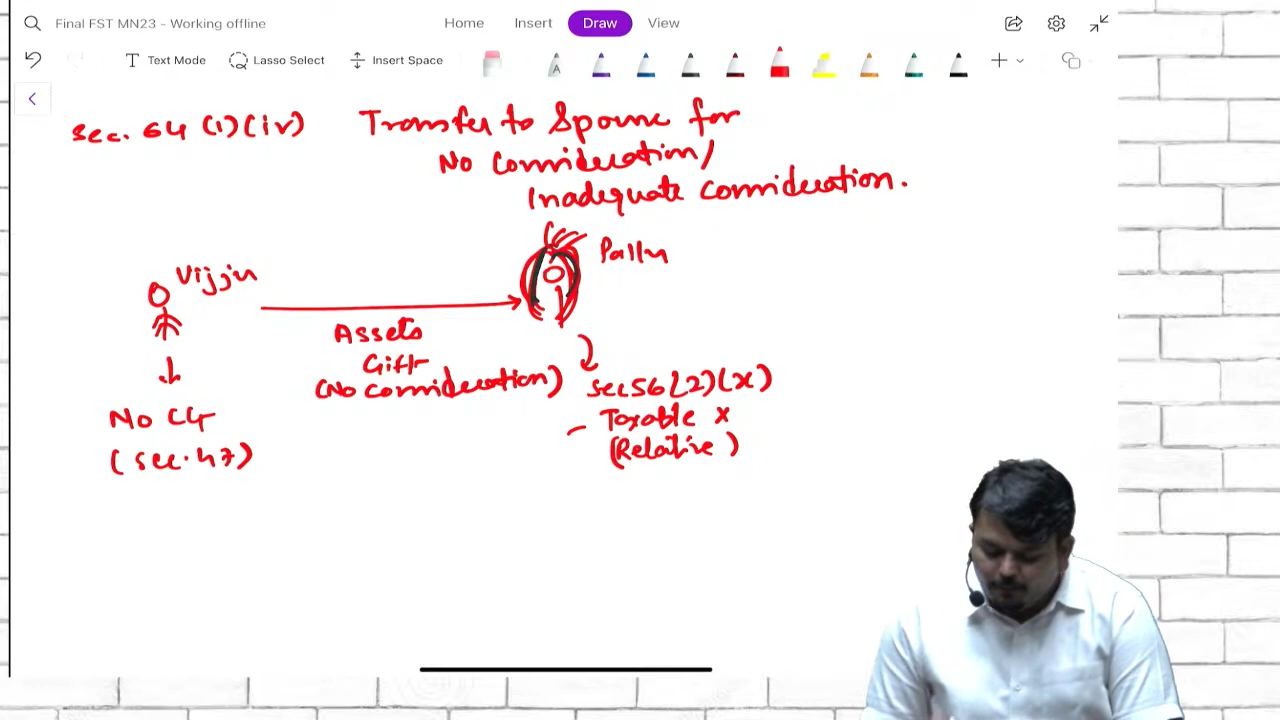 Final FST MN23 - Working offline
Home Insert Draw View
Text Mode Lasso Select Insert Space
A
Sec. 64 (1)(iv) Transfer to Spouse for
No Consideration/
Inadequate Consideration.
Vijju
Pallu
Assets
Gift
(No Consideration)
Sec 56(2)(x)
Taxable x
(Relative)
No CG
(Sec. 47)